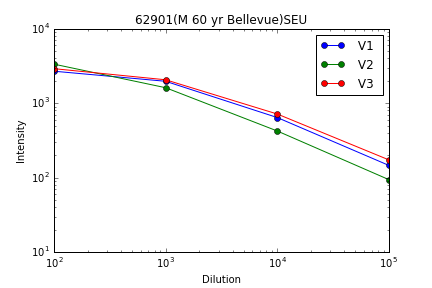 62901(M 60 yr Bellevue)SEU
10^4
10^3
10^2
10^1
Intensity
V1
V2
V3
10^2 10^3 10^4 10^5
Dilution